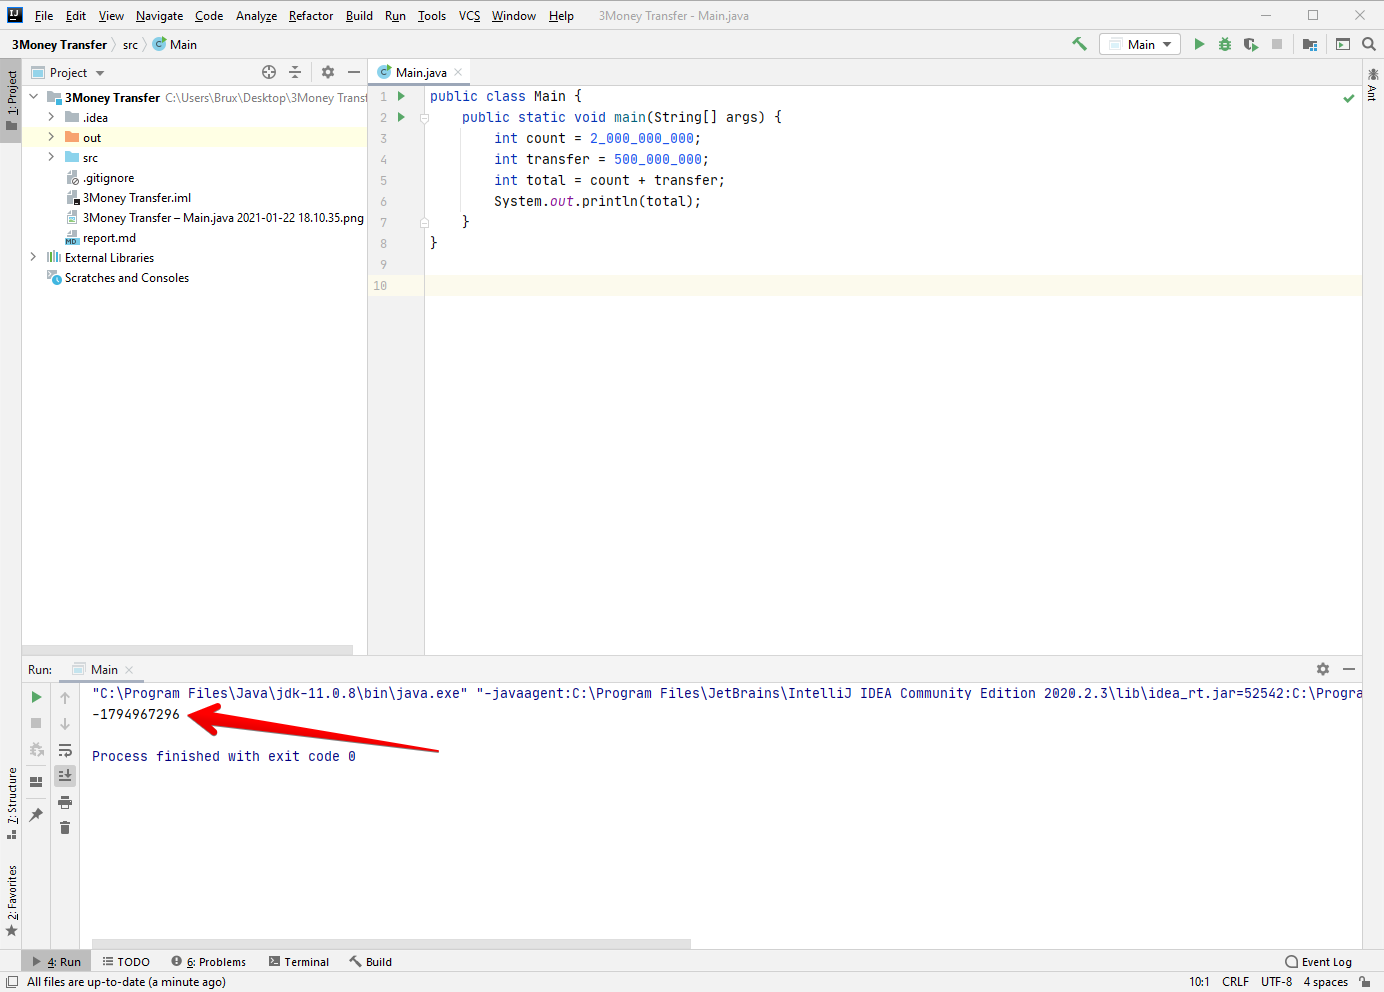 File Edit View Navigate Code Analyze Refactor Build Run Tools VCS Window Help 3Money Transfer - Main.java
3Money Transfer src Main
Main
1: Project
Project
Main.java
Ant
3Money Transfer C:\Users\Brux\Desktop\3Money Transf
.idea
out
src
.gitignore
3Money Transfer.iml
3Money Transfer – Main.java 2021-01-22 18.10.35.png
report.md
External Libraries
Scratches and Consoles
1 public class Main {
2 public static void main(String[] args) {
3 int count = 2_000_000_000;
4 int transfer = 500_000_000;
5 int total = count + transfer;
6 System.out.println(total);
7 }
8 }
9
10
Run: Main
"C:\Program Files\Java\jdk-11.0.8\bin\java.exe" "-javaagent:C:\Program Files\JetBrains\IntelliJ IDEA Community Edition 2020.2.3\lib\idea_rt.jar=52542:C:\Progra
-1794967296
Process finished with exit code 0
7: Structure
2: Favorites
4: Run TODO 6: Problems Terminal Build Event Log
All files are up-to-date (a minute ago) 10:1 CRLF UTF-8 4 spaces